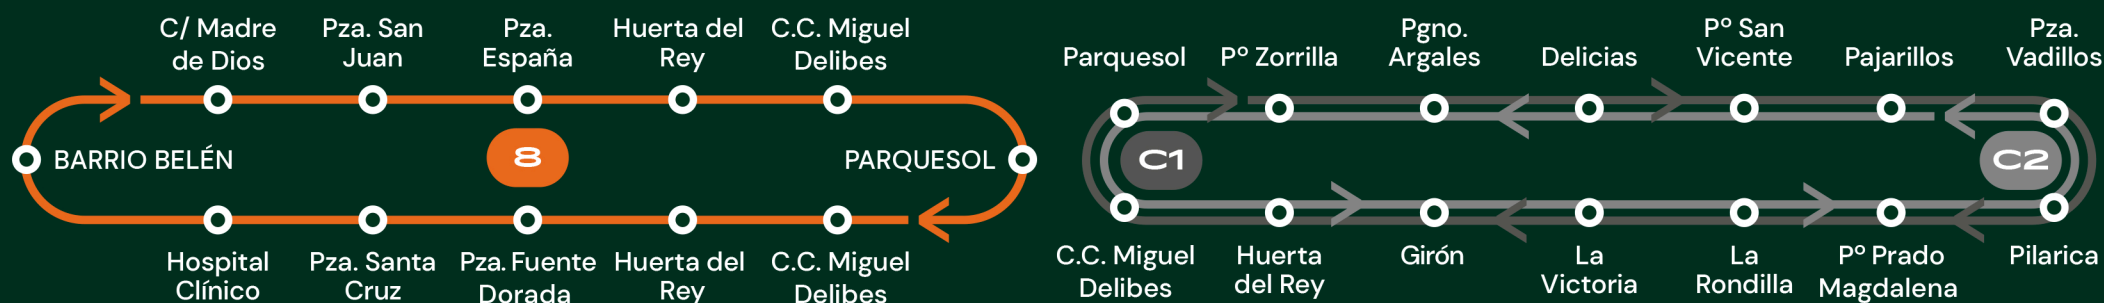 C/ Madre
de Dios
Pza. San
Juan
Pza.
España
Huerta del
Rey
C.C. Miguel
Delibes
BARRIO BELÉN
8
PARQUESOL
Hospital
Clínico
Pza. Santa
Cruz
Pza. Fuente
Dorada
Huerta del
Rey
C.C. Miguel
Delibes
Parquesol
Pº Zorrilla
Pgno.
Argales
Delicias
Pº San
Vicente
Pajarillos
Pza.
Vadillos
C1
C2
C.C. Miguel
Delibes
Huerta
del Rey
Girón
La
Victoria
La
Rondilla
Pº Prado
Magdalena
Pilarica